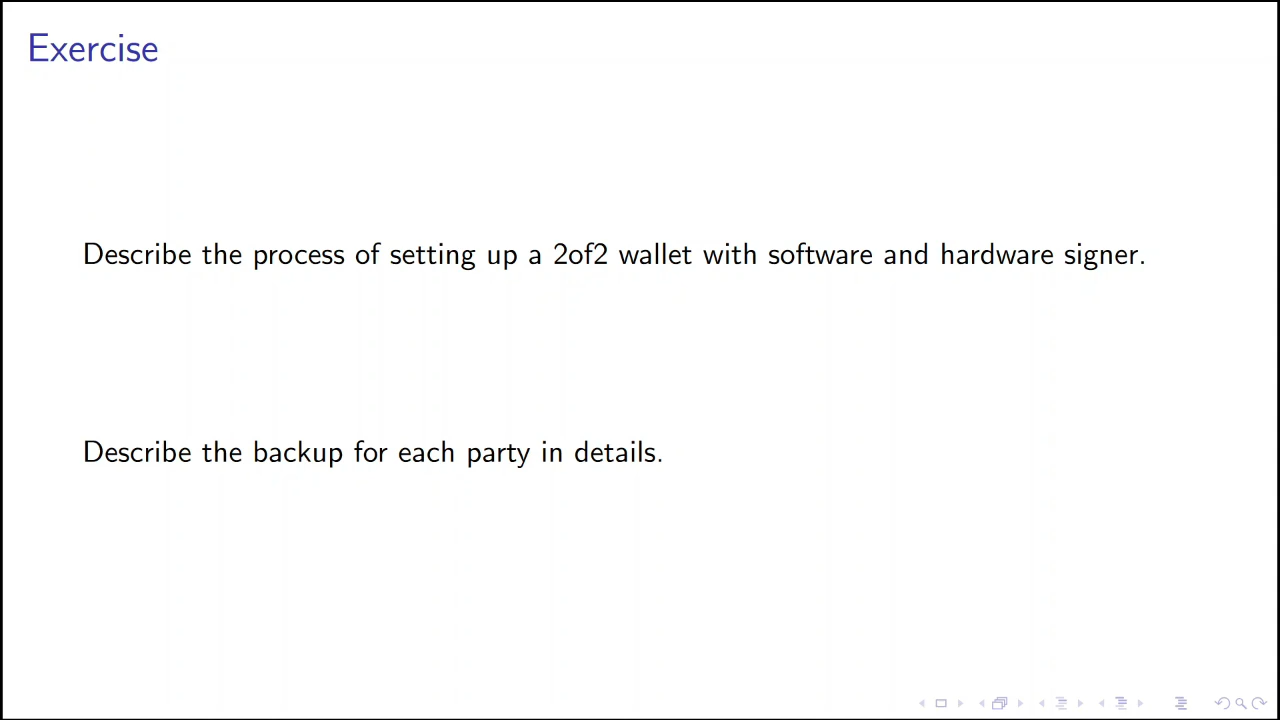 Exercise
Describe the process of setting up a 2of2 wallet with software and hardware signer.
Describe the backup for each party in details.